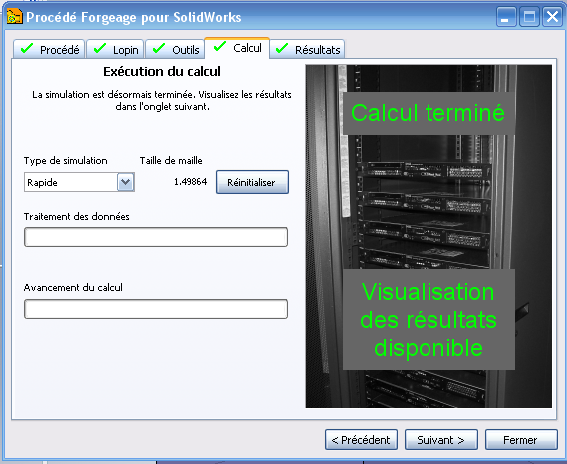 Procédé Forgeage pour SolidWorks
Procédé
Lopin
Outils
Calcul
Résultats
Exécution du calcul
La simulation est désormais terminée. Visualisez les résultats
dans l'onglet suivant.
Type de simulation
Taille de maille
Rapide
1.49864
Réinitialiser
Traitement des données
Avancement du calcul
Calcul terminé
Visualisation
des résultats
disponible
< Précédent
Suivant >
Fermer